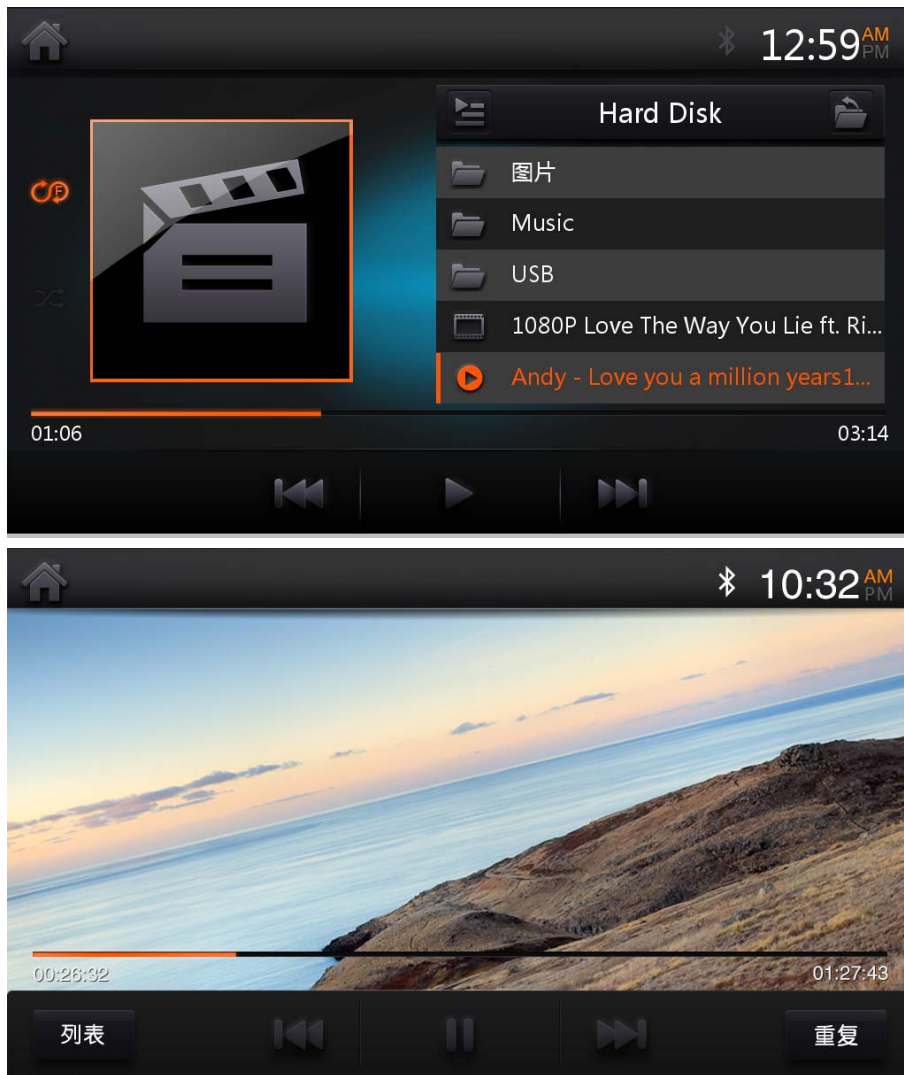 12:59 AM PM
Hard Disk
图片
Music
USB
1080P Love The Way You Lie ft. Ri...
Andy - Love you a million years1...
01:06 03:14
10:32 AM PM
00:26:32 01:27:43
列表 重复